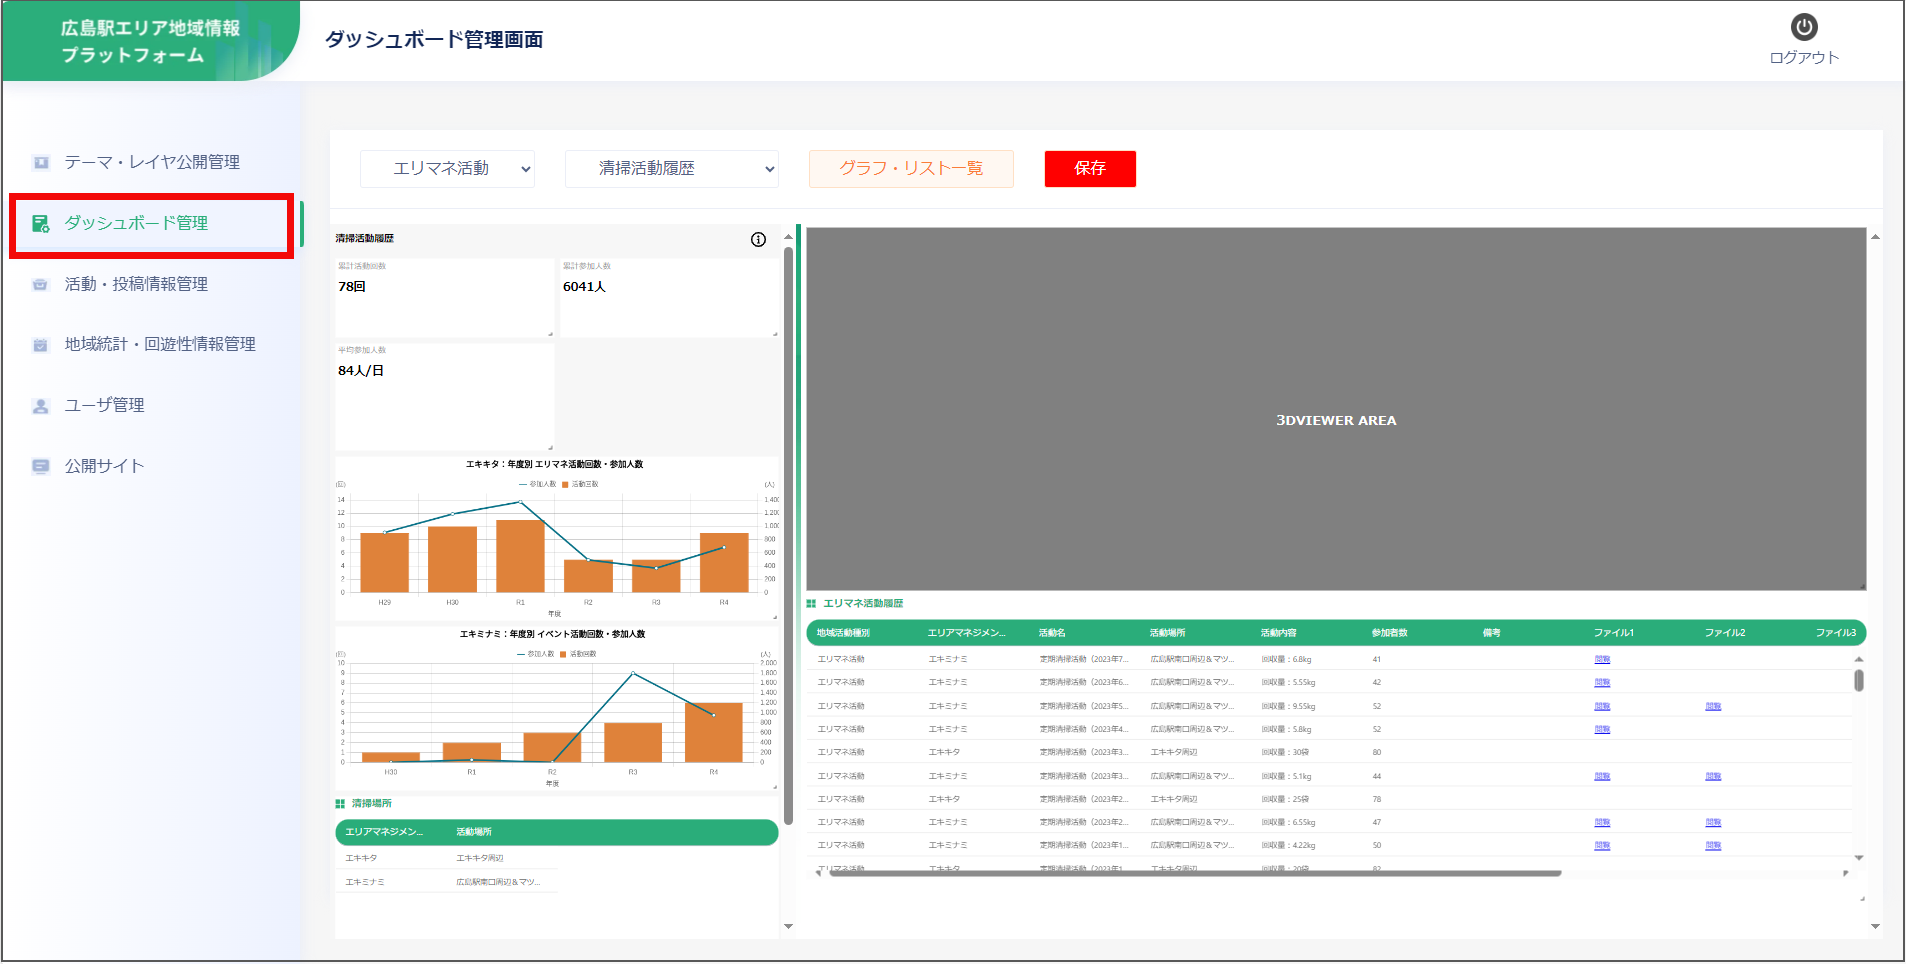 広島駅エリア地域情報
プラットフォーム
ダッシュボード管理画面
ログアウト
テーマ・レイヤ公開管理
ダッシュボード管理
活動・投稿情報管理
地域統計・回遊性情報管理
ユーザ管理
公開サイト
エリマネ活動
清掃活動履歴
グラフ・リスト一覧
保存
清掃活動履歴
累計活動回数
78回
累計参加人数
6041人
平均参加人数
84人/日
エキキタ：年度別 エリマネ活動回数・参加人数
(回)
参加人数 活動回数
(人)
14
12
10
8
6
4
2
0
1,400
1,200
1,000
800
600
400
200
0
H29 H30 R1 R2 R3 R4
年度
エキミナミ：年度別 イベント活動回数・参加人数
(回)
参加人数 活動回数
(人)
10
9
8
7
6
5
4
3
2
1
0
2,000
1,800
1,600
1,400
1,200
1,000
800
600
400
200
0
H30 R1 R2 R3 R4
年度
清掃場所
エリアマネジメン... 活動場所
エキキタ エキキタ周辺
エキミナミ 広島駅南口周辺＆マツ...
3DVIEWER AREA
エリマネ活動履歴
地域活動種別 エリアマネジメン... 活動名 活動場所 活動内容 参加者数 備考 ファイル1 ファイル2 ファイル3
エリマネ活動 エキミナミ 定期清掃活動（2023年7... 広島駅南口周辺＆マツ... 回収量：6.8kg 41 閲覧
エリマネ活動 エキミナミ 定期清掃活動（2023年6... 広島駅南口周辺＆マツ... 回収量：5.55kg 42 閲覧
エリマネ活動 エキミナミ 定期清掃活動（2023年5... 広島駅南口周辺＆マツ... 回収量：9.55kg 52 閲覧 閲覧
エリマネ活動 エキミナミ 定期清掃活動（2023年4... 広島駅南口周辺＆マツ... 回収量：5.8kg 52 閲覧
エリマネ活動 エキキタ 定期清掃活動（2023年3... エキキタ周辺 回収量：30袋 80
エリマネ活動 エキミナミ 定期清掃活動（2023年3... 広島駅南口周辺＆マツ... 回収量：5.1kg 44 閲覧 閲覧
エリマネ活動 エキキタ 定期清掃活動（2023年2... エキキタ周辺 回収量：25袋 78
エリマネ活動 エキミナミ 定期清掃活動（2023年2... 広島駅南口周辺＆マツ... 回収量：6.55kg 47 閲覧 閲覧
エリマネ活動 エキミナミ 定期清掃活動（2023年1... 広島駅南口周辺＆マツ... 回収量：4.22kg 50 閲覧 閲覧
エリマネ活動 エキキタ 定期清掃活動（2023年1... エキキタ周辺 回収量：20袋 82